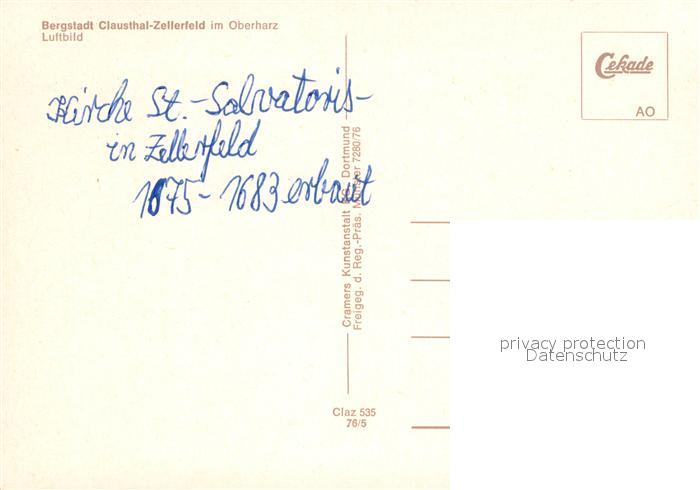 Bergstadt Clausthal-Zellerfeld im Oberharz
Luftbild
Kirche St.-Salvatoris-
in Zellerfeld
1675-1683 erbaut
Cekade
AO
Cramers Kunstanstalt KG. Dortmund
Freigeg. d. Reg.-Präs. Münster 7280/76
Claz 535
76/5
privacy protection
Datenschutz